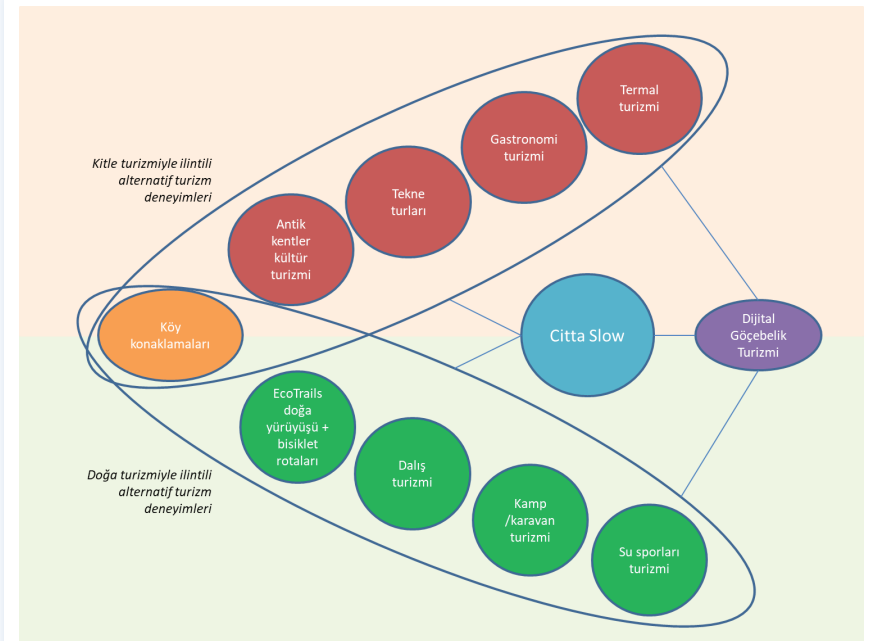 Termal
turizmi
Gastronomi
turizmi
Kitle turizmiyle ilintili
alternatif turizm
deneyimleri
Tekne
turları
Antik
kentler
kültür
turizmi
Köy
konaklamaları
Citta Slow
Dijital
Göçebelik
Turizmi
EcoTrails
doğa
yürüyüşü +
bisiklet
rotaları
Doğa turizmiyle ilintili
alternatif turizm
deneyimleri
Dalış
turizmi
Kamp
/karavan
turizmi
Su sporları
turizmi